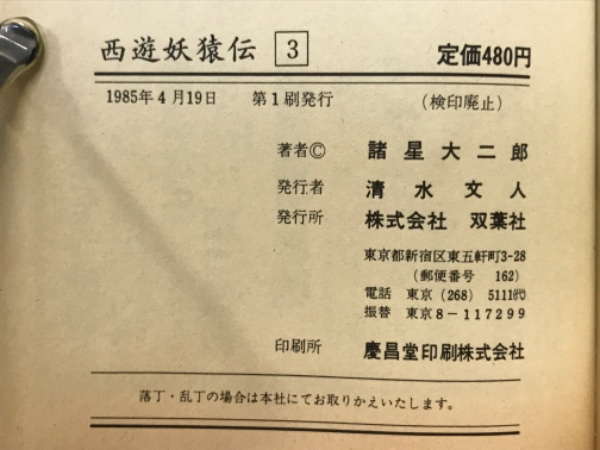 西遊妖猿伝 3 定価480円
1985年4月19日 第1刷発行 (検印廃止)
著者© 諸星大二郎
発行者 清水文人
発行所 株式会社 双葉社
東京都新宿区東五軒町3-28
(郵便番号 162)
電話 東京(268) 5111㈹
振替 東京8-117299
印刷所 慶昌堂印刷株式会社
落丁・乱丁の場合は本社にてお取りかえいたします。